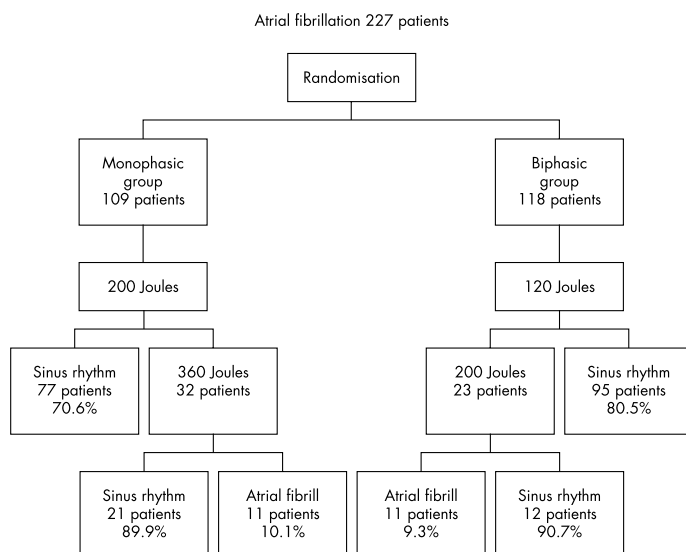 Atrial fibrillation 227 patients
Randomisation
Monophasic
group
109 patients
Biphasic
group
118 patients
200 Joules
120 Joules
Sinus rhythm
77 patients
70.6%
360 Joules
32 patients
200 Joules
23 patients
Sinus rhythm
95 patients
80.5%
Sinus rhythm
21 patients
89.9%
Atrial fibrill
11 patients
10.1%
Atrial fibrill
11 patients
9.3%
Sinus rhythm
12 patients
90.7%